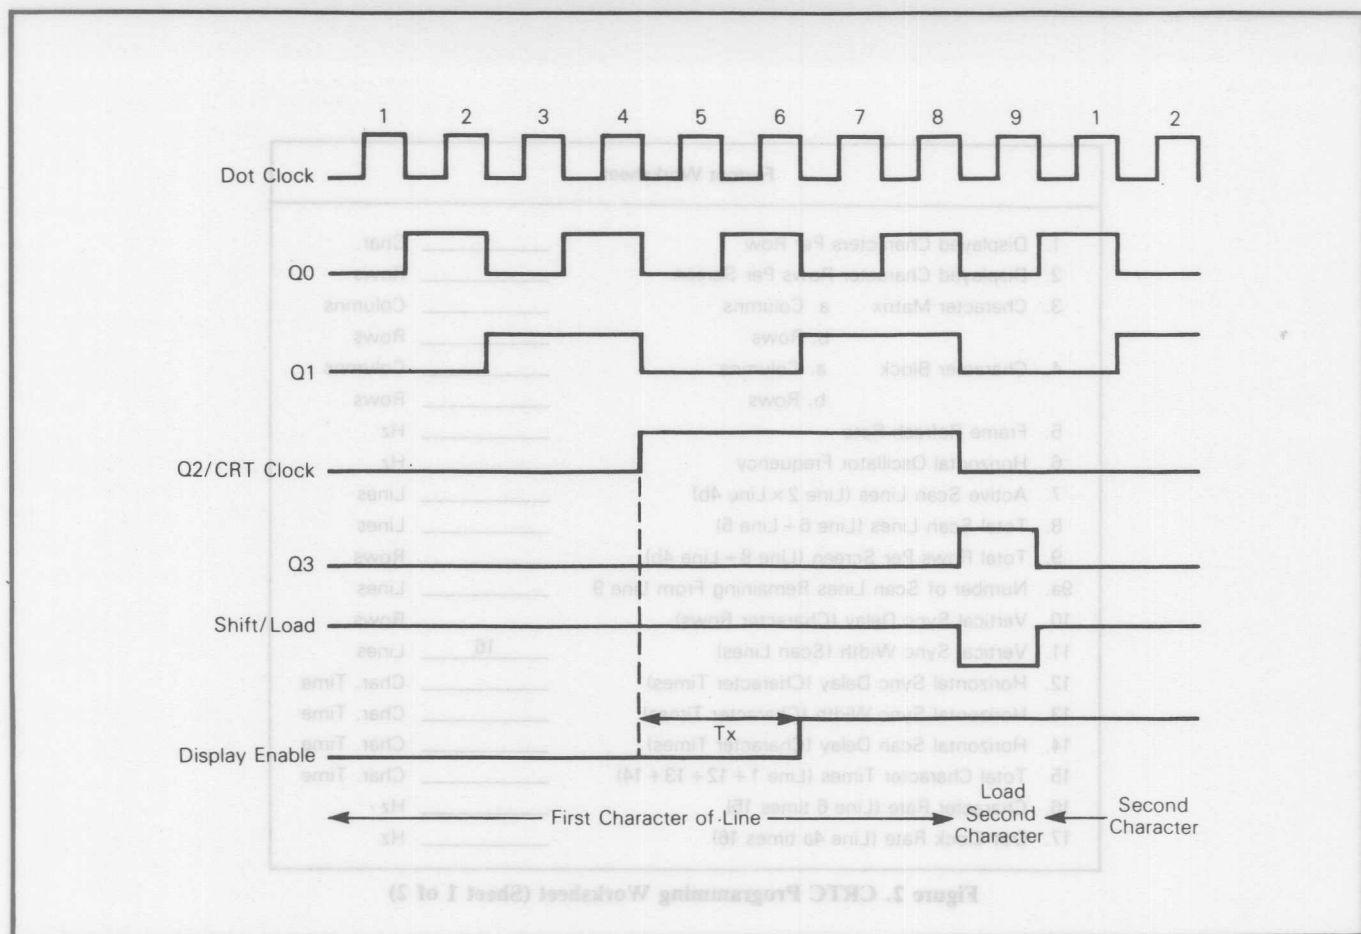 1 2 3 4 5 6 7 8 9 1 2
Dot Clock
Q0
Q1
Q2/CRT Clock
Q3
Shift/Load
Tx
Display Enable
First Character of Line
Load
Second
Character
Second
Character